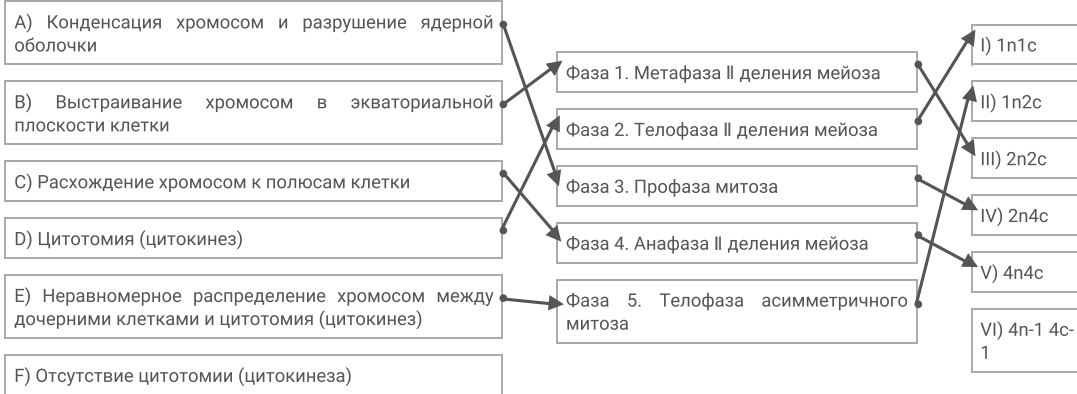 A) Конденсация хромосом и разрушение ядерной
оболочки
B) Выстраивание хромосом в экваториальной
плоскости клетки
C) Расхождение хромосом к полюсам клетки
D) Цитотомия (цитокинез)
E) Неравномерное распределение хромосом между
дочерними клетками и цитотомия (цитокинез)
F) Отсутствие цитотомии (цитокинеза)
Фаза 1. Метафаза II деления мейоза
Фаза 2. Телофаза II деления мейоза
Фаза 3. Профаза митоза
Фаза 4. Анафаза II деления мейоза
Фаза 5. Телофаза асимметричного
митоза
I) 1n1c
II) 1n2c
III) 2n2c
IV) 2n4c
V) 4n4c
VI) 4n-1 4c-
1